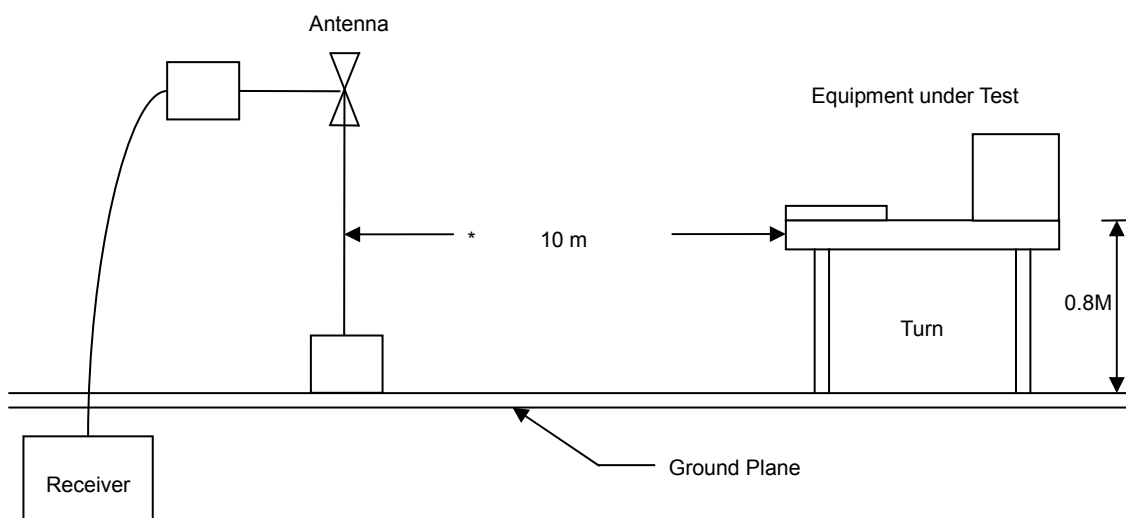 Antenna
Equipment under Test
* 10 m
0.8M
Turn
Ground Plane
Receiver